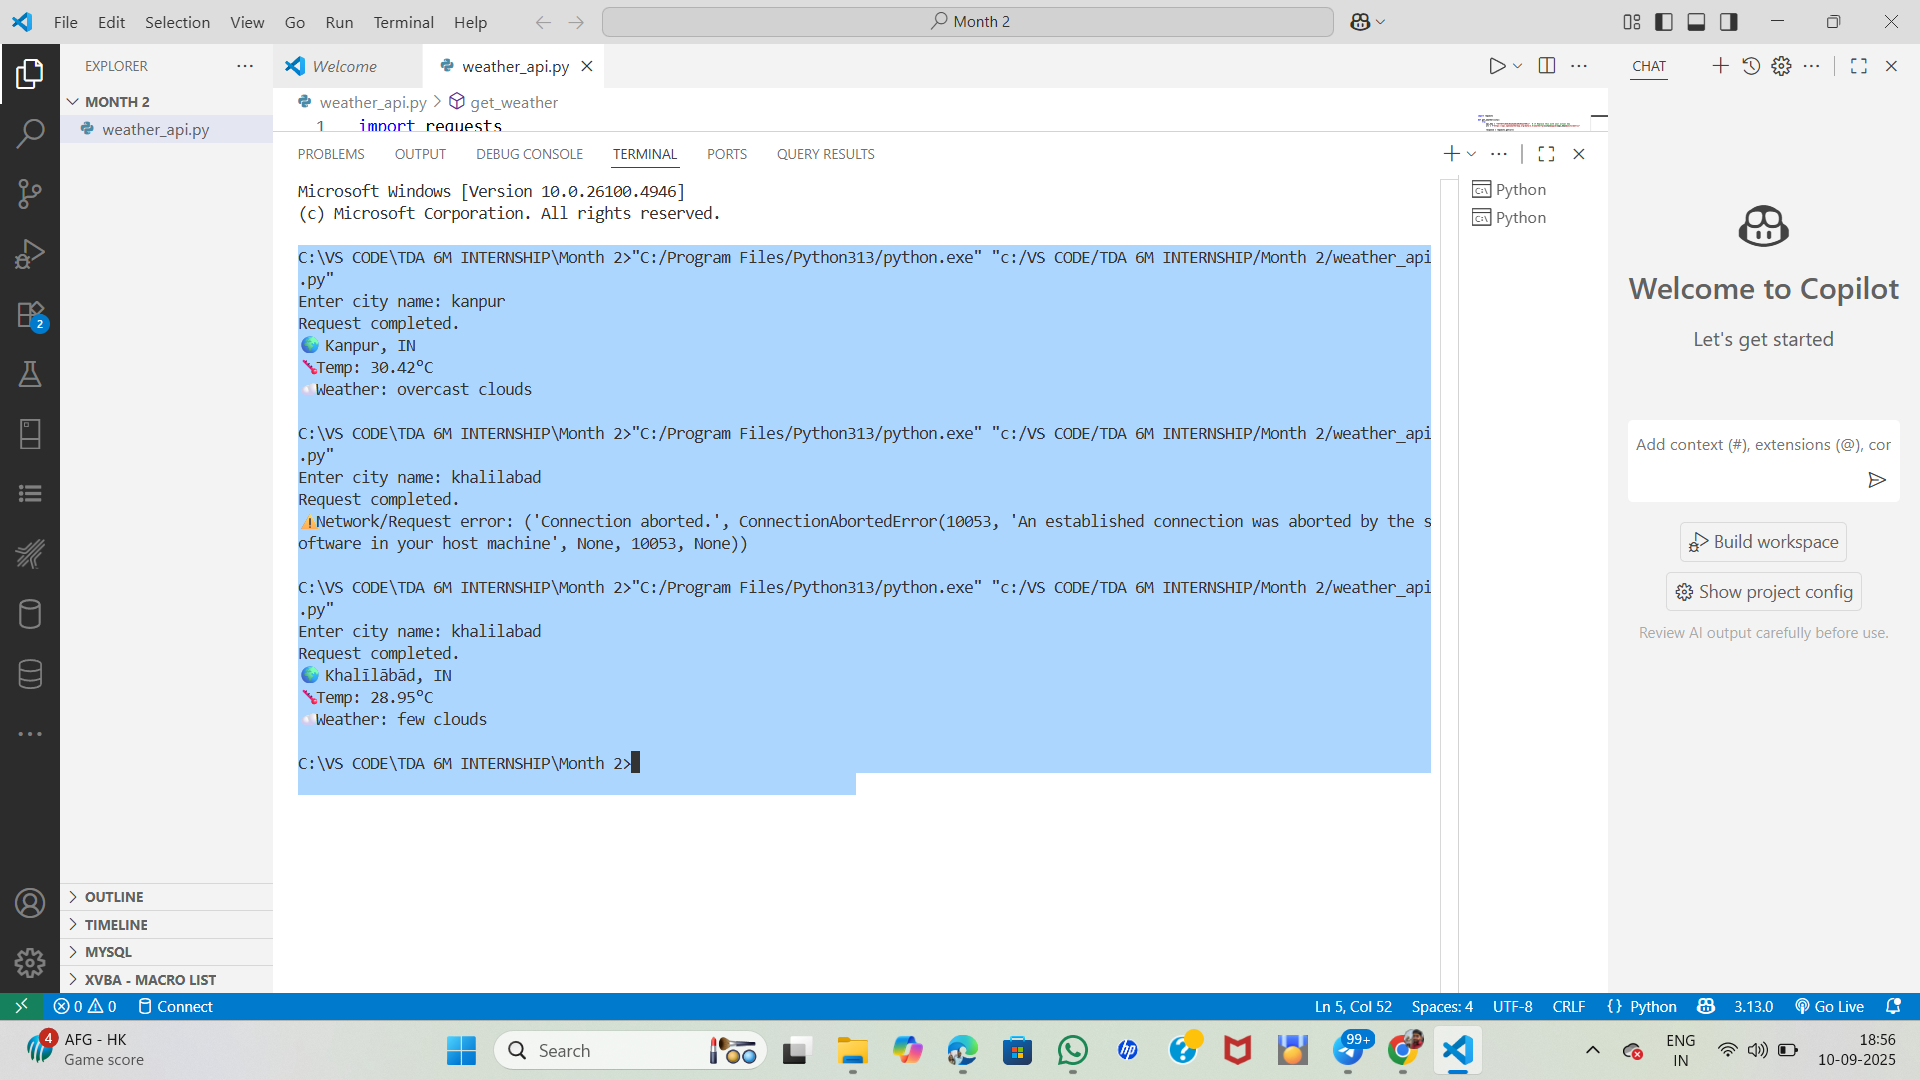 File Edit Selection View Go Run Terminal Help
Month 2
EXPLORER
Welcome
weather_api.py
CHAT
MONTH 2
weather_api.py
weather_api.py > get_weather
1 import requests
PROBLEMS OUTPUT DEBUG CONSOLE TERMINAL PORTS QUERY RESULTS
Microsoft Windows [Version 10.0.26100.4946]
(c) Microsoft Corporation. All rights reserved.
C:\VS CODE\TDA 6M INTERNSHIP\Month 2>"C:/Program Files/Python313/python.exe" "c:/VS CODE/TDA 6M INTERNSHIP/Month 2/weather_api
.py"
Enter city name: kanpur
Request completed.
🌍 Kanpur, IN
🌡Temp: 30.42°C
☁Weather: overcast clouds
C:\VS CODE\TDA 6M INTERNSHIP\Month 2>"C:/Program Files/Python313/python.exe" "c:/VS CODE/TDA 6M INTERNSHIP/Month 2/weather_api
.py"
Enter city name: khalilabad
Request completed.
⚠Network/Request error: ('Connection aborted.', ConnectionAbortedError(10053, 'An established connection was aborted by the s
oftware in your host machine', None, 10053, None))
C:\VS CODE\TDA 6M INTERNSHIP\Month 2>"C:/Program Files/Python313/python.exe" "c:/VS CODE/TDA 6M INTERNSHIP/Month 2/weather_api
.py"
Enter city name: khalilabad
Request completed.
🌍 Khalīlābād, IN
🌡Temp: 28.95°C
☁Weather: few clouds
C:\VS CODE\TDA 6M INTERNSHIP\Month 2>
Python
Python
Welcome to Copilot
Let's get started
Add context (#), extensions (@), cor
Build workspace
Show project config
Review AI output carefully before use.
2
OUTLINE
TIMELINE
MYSQL
XVBA - MACRO LIST
0 0 Connect
Ln 5, Col 52 Spaces: 4 UTF-8 CRLF {} Python 3.13.0 Go Live
4
AFG - HK
Game score
Search
hp
99+
ENG
IN
18:56
10-09-2025